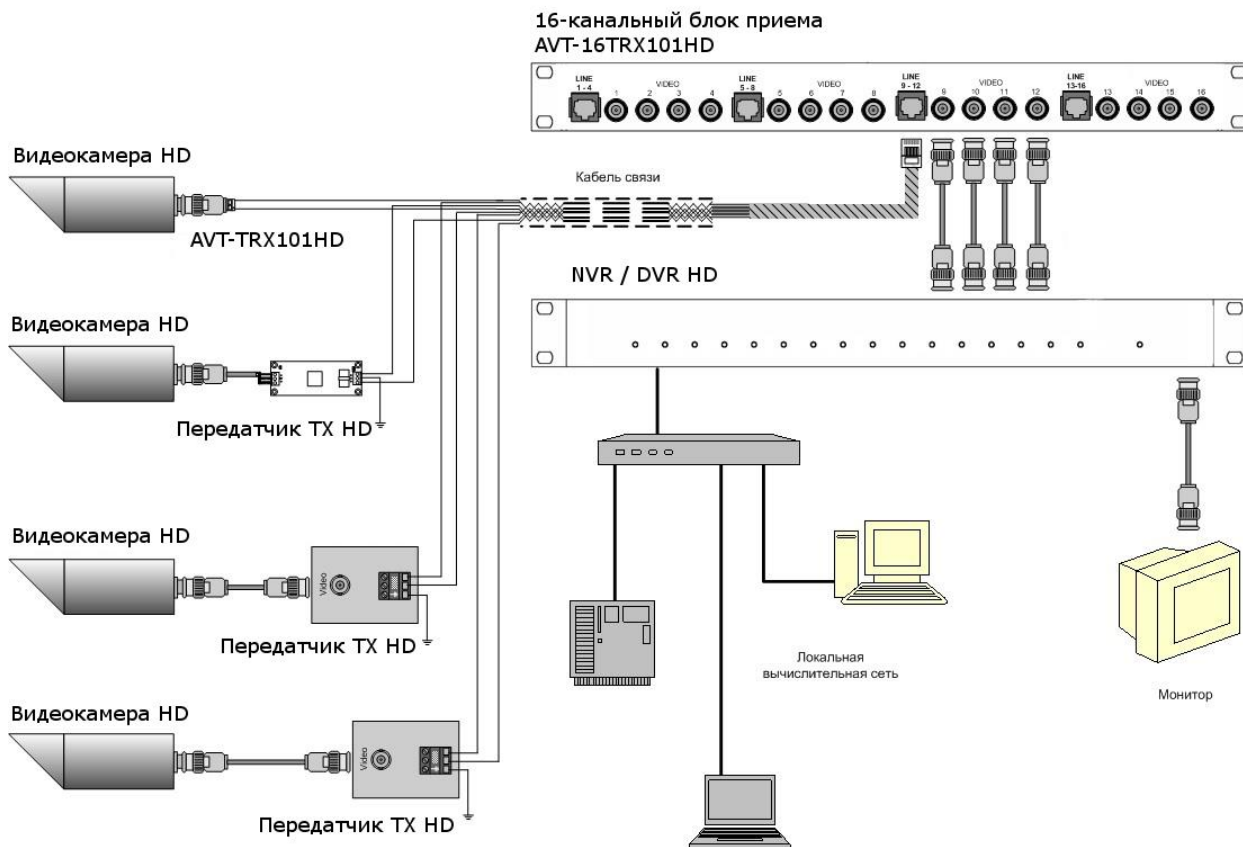 16-канальный блок приема
AVT-16TRX101HD
LINE
1 - 4
VIDEO
1 2 3 4
LINE
5 - 8
VIDEO
5 6 7 8
LINE
9 - 12
VIDEO
9 10 11 12
LINE
13-16
VIDEO
13 14 15 16
Видеокамера HD
Кабель связи
AVT-TRX101HD
NVR / DVR HD
Видеокамера HD
Передатчик TX HD
Видеокамера HD
Video
Передатчик TX HD
Локальная
вычислительная сеть
Монитор
Видеокамера HD
Video
Передатчик TX HD